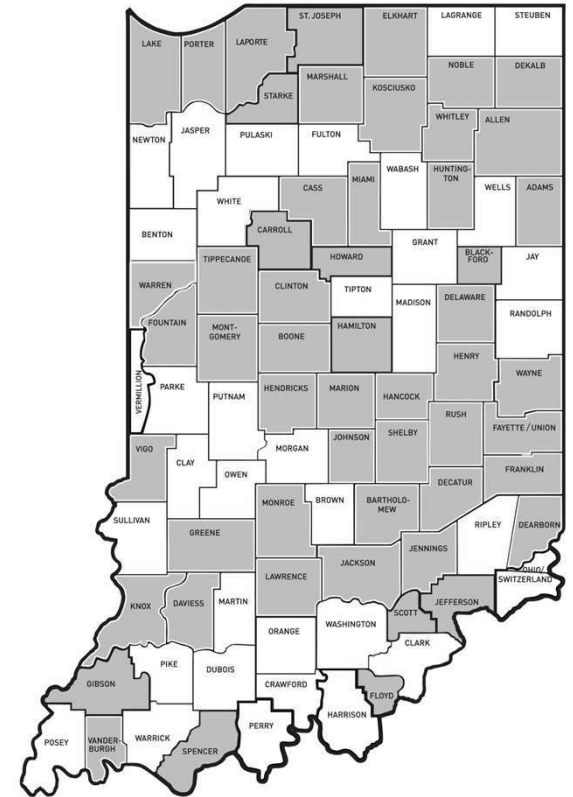 ST. JOSEPH
ELKHART
LAGRANGE
STEUBEN
LAKE
PORTER
LAPORTE
NOBLE
DEKALB
MARSHALL
STARKE
KOSCIUSKO
WHITLEY
ALLEN
NEWTON
JASPER
PULASKI
FULTON
WABASH
HUNTING-
TON
MIAMI
CASS
WELLS
ADAMS
WHITE
BENTON
CARROLL
GRANT
BLACK-
FORD
JAY
TIPPECANOE
HOWARD
WARREN
CLINTON
TIPTON
MADISON
DELAWARE
RANDOLPH
FOUNTAIN
MONT-
GOMERY
BOONE
HAMILTON
HENRY
WAYNE
VERMILLION
PARKE
PUTNAM
HENDRICKS
MARION
HANCOCK
RUSH
FAYETTE/UNION
VIGO
CLAY
MORGAN
JOHNSON
SHELBY
FRANKLIN
OWEN
DECATUR
MONROE
BROWN
BARTHOLO-
MEW
SULLIVAN
GREENE
RIPLEY
DEARBORN
JENNINGS
JACKSON
OHIO/
SWITZERLAND
LAWRENCE
KNOX
DAVIESS
MARTIN
SCOTT
JEFFERSON
ORANGE
WASHINGTON
CLARK
PIKE
DUBOIS
GIBSON
CRAWFORD
FLOYD
HARRISON
POSEY
VANDER-
BURGH
WARRICK
SPENCER
PERRY